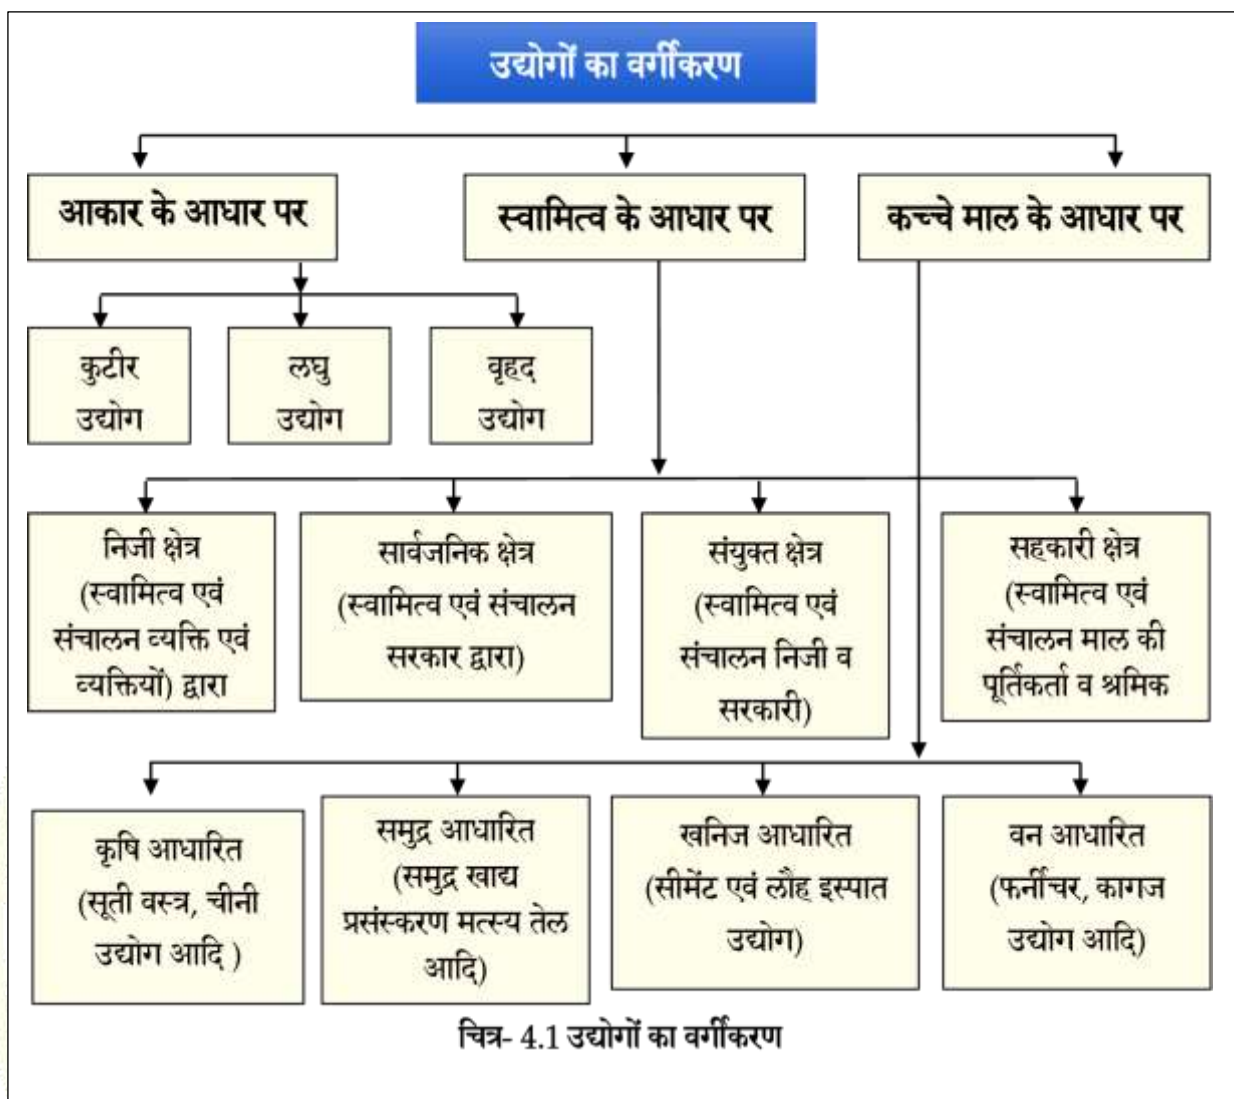 उद्योगों का वर्गीकरण
आकार के आधार पर
स्वामित्व के आधार पर
कच्चे माल के आधार पर
कुटीर
उद्योग
लघु
उद्योग
वृहद
उद्योग
निजी क्षेत्र
(स्वामित्व एवं
संचालन व्यक्ति एवं
व्यक्तियों) द्वारा
सार्वजनिक क्षेत्र
(स्वामित्व एवं संचालन
सरकार द्वारा)
संयुक्त क्षेत्र
(स्वामित्व एवं
संचालन निजी व
सरकारी)
सहकारी क्षेत्र
(स्वामित्व एवं
संचालन माल की
पूर्तिकर्ता व श्रमिक
कृषि आधारित
(सूती वस्त्र, चीनी
उद्योग आदि )
समुद्र आधारित
(समुद्र खाद्य
प्रसंस्करण मत्स्य तेल
आदि)
खनिज आधारित
(सीमेंट एवं लौह इस्पात
उद्योग)
वन आधारित
(फर्नीचर, कागज
उद्योग आदि)
चित्र- 4.1 उद्योगों का वर्गीकरण